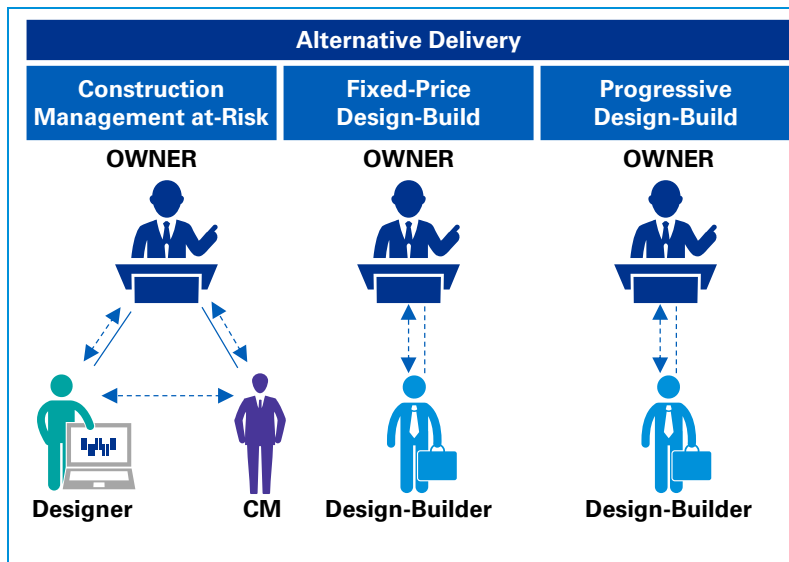 Alternative Delivery
Construction
Management at-Risk
Fixed-Price
Design-Build
Progressive
Design-Build
OWNER
OWNER
OWNER
Designer
CM
Design-Builder
Design-Builder